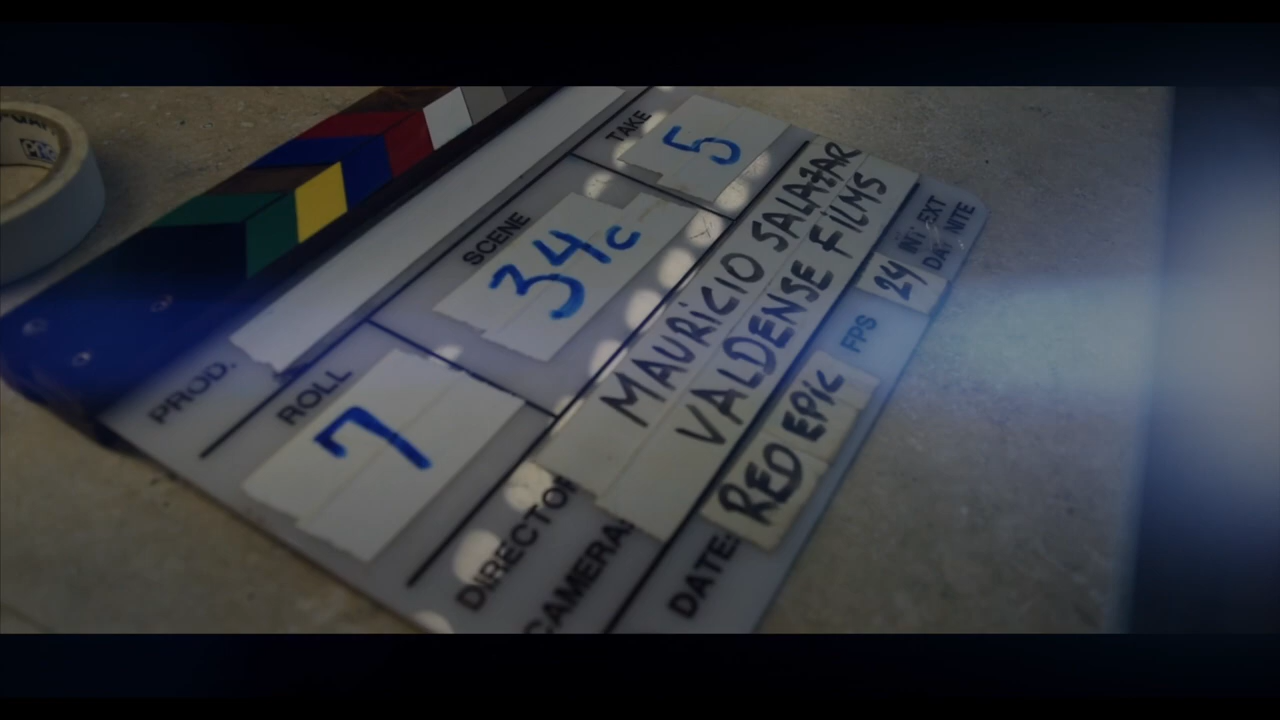 TAKE
5
SCENE
34c
PROD.
ROLL
7
MAURiCiO SALAZAR
VALDENSE FiLMS
DIRECTOR
CAMERA:
RED EPiC
DATE:
FPS
24
INT EXT
DAY NITE